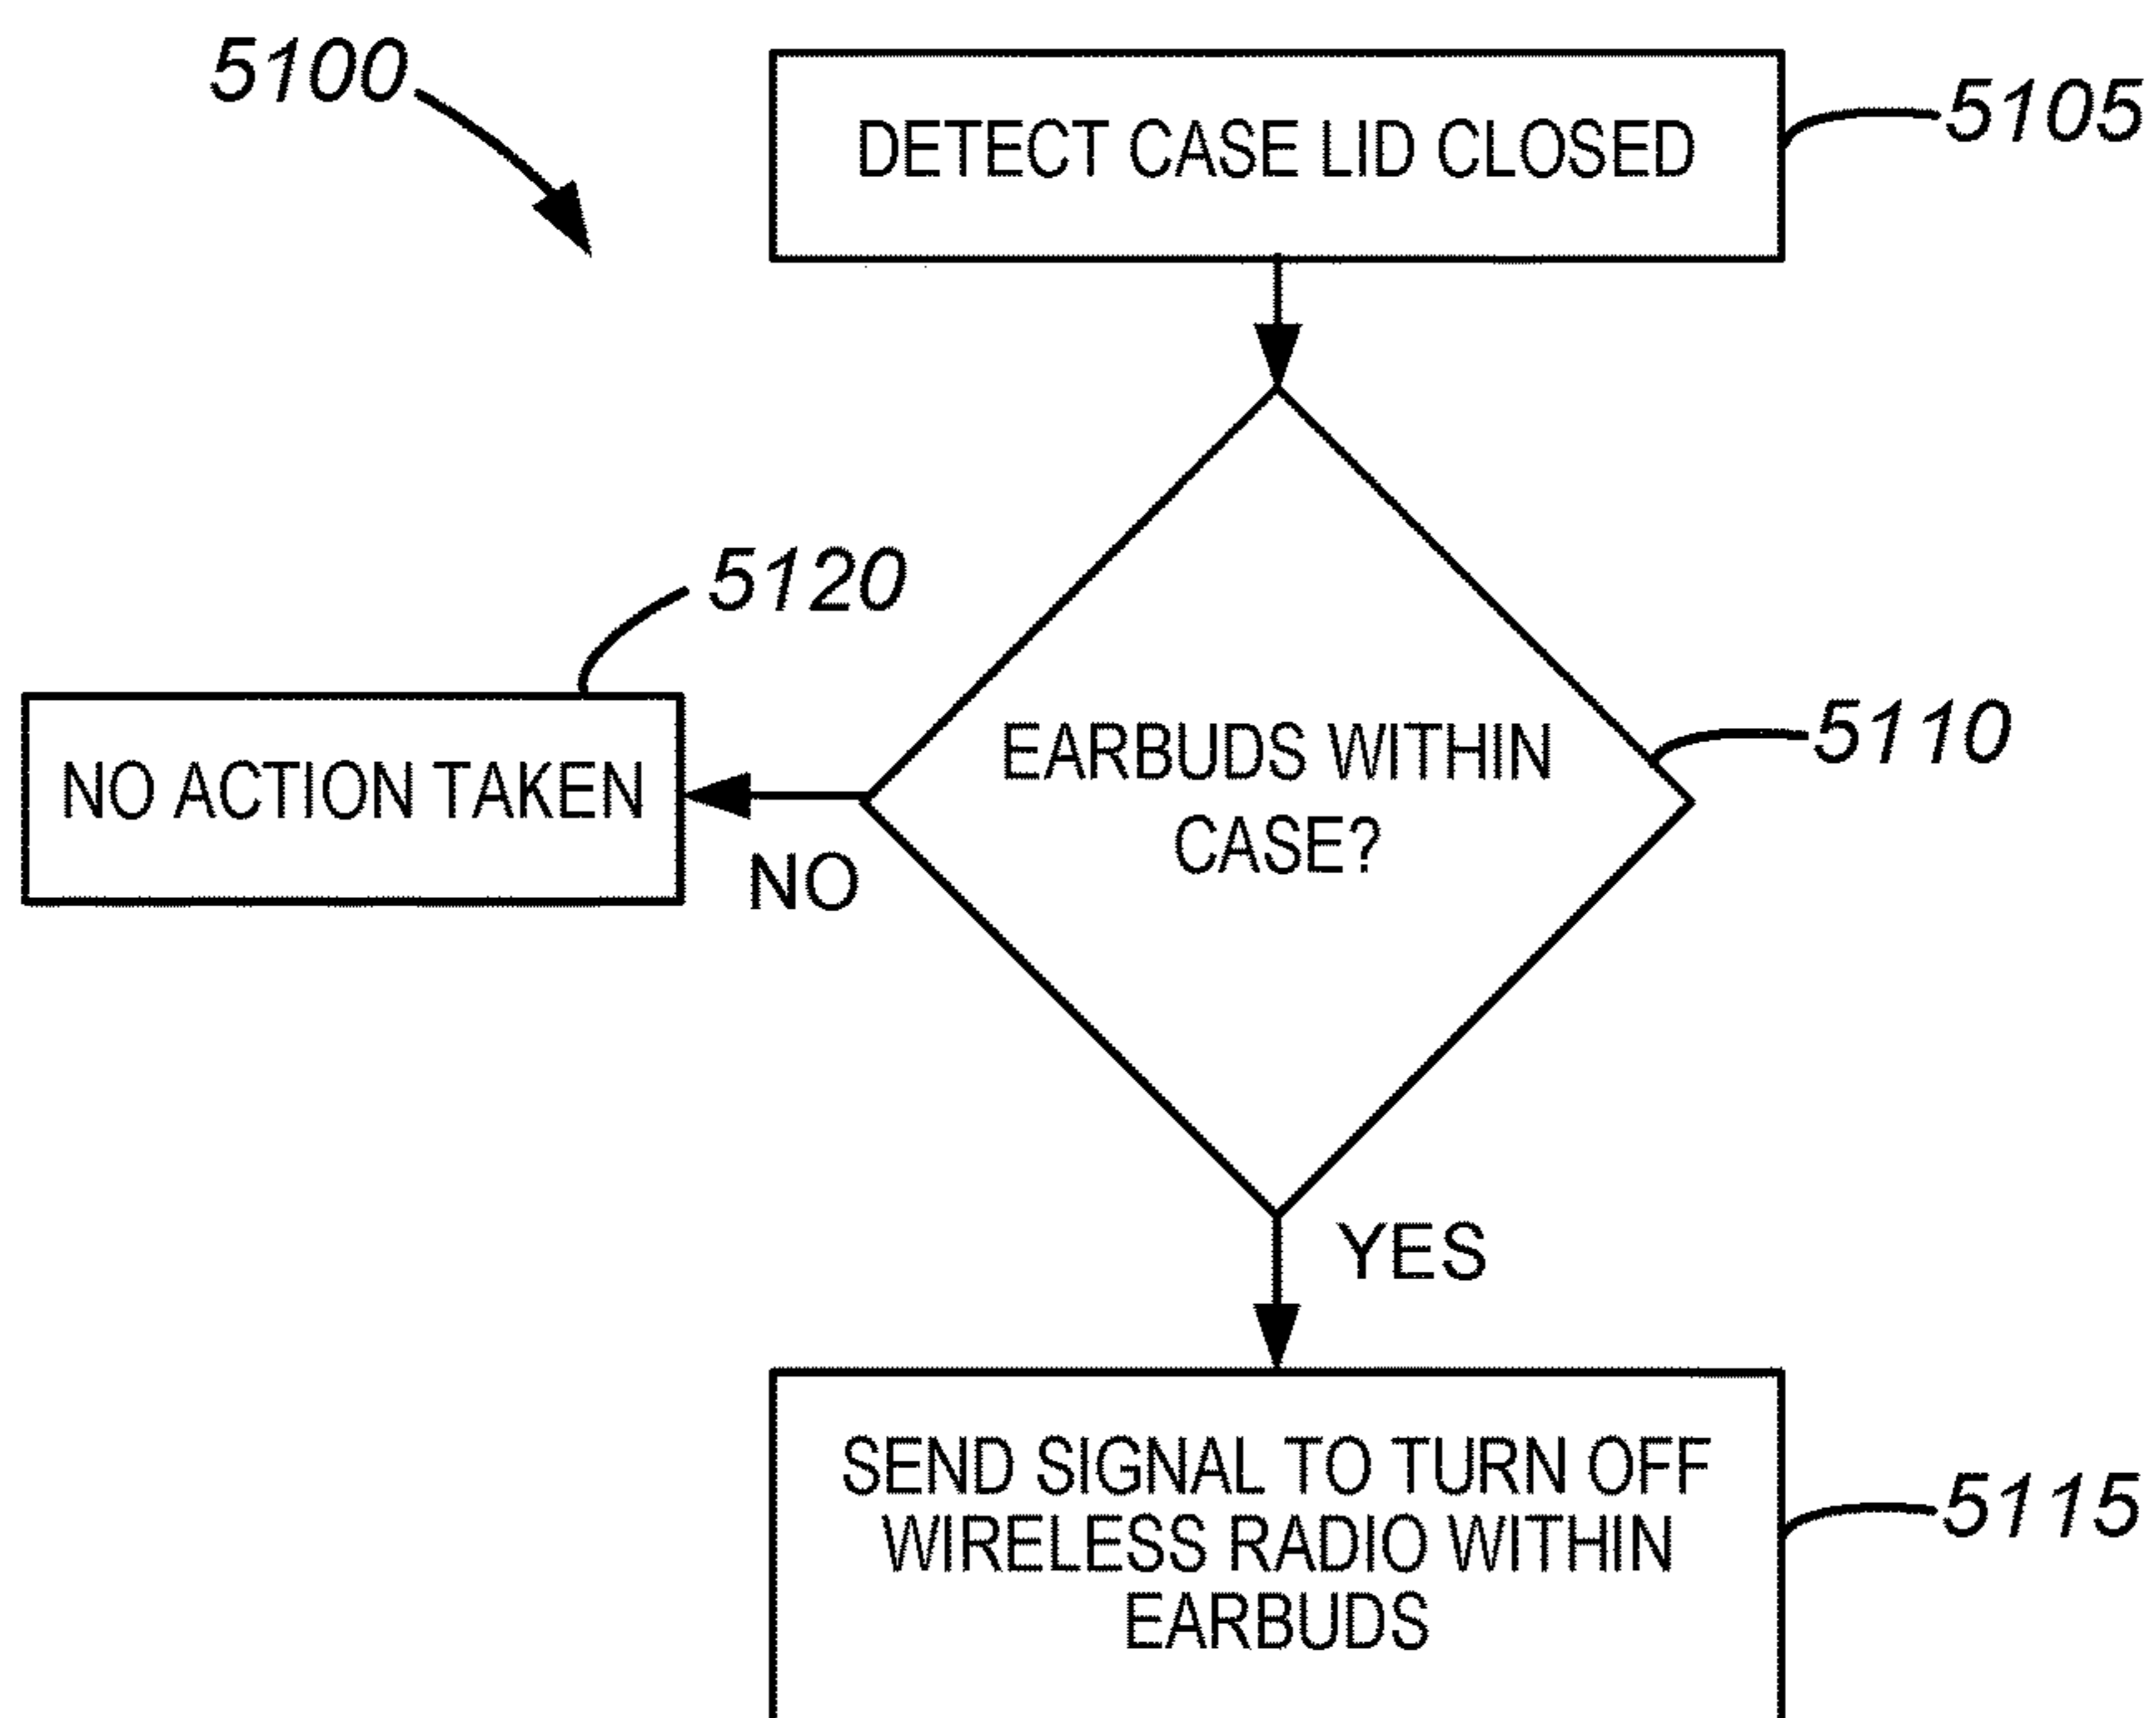 5100
DETECT CASE LID CLOSED
5105
5120
EARBUDS WITHIN
CASE?
5110
NO ACTION TAKEN
NO
YES
SEND SIGNAL TO TURN OFF
WIRELESS RADIO WITHIN
EARBUDS
5115